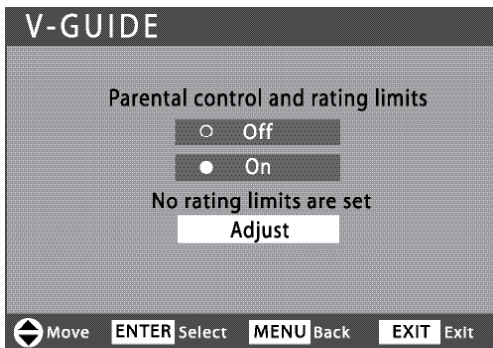 V-GUIDE
Parental control and rating limits
Off
On
No rating limits are set
Adjust
Move ENTER Select MENU Back EXIT Exit